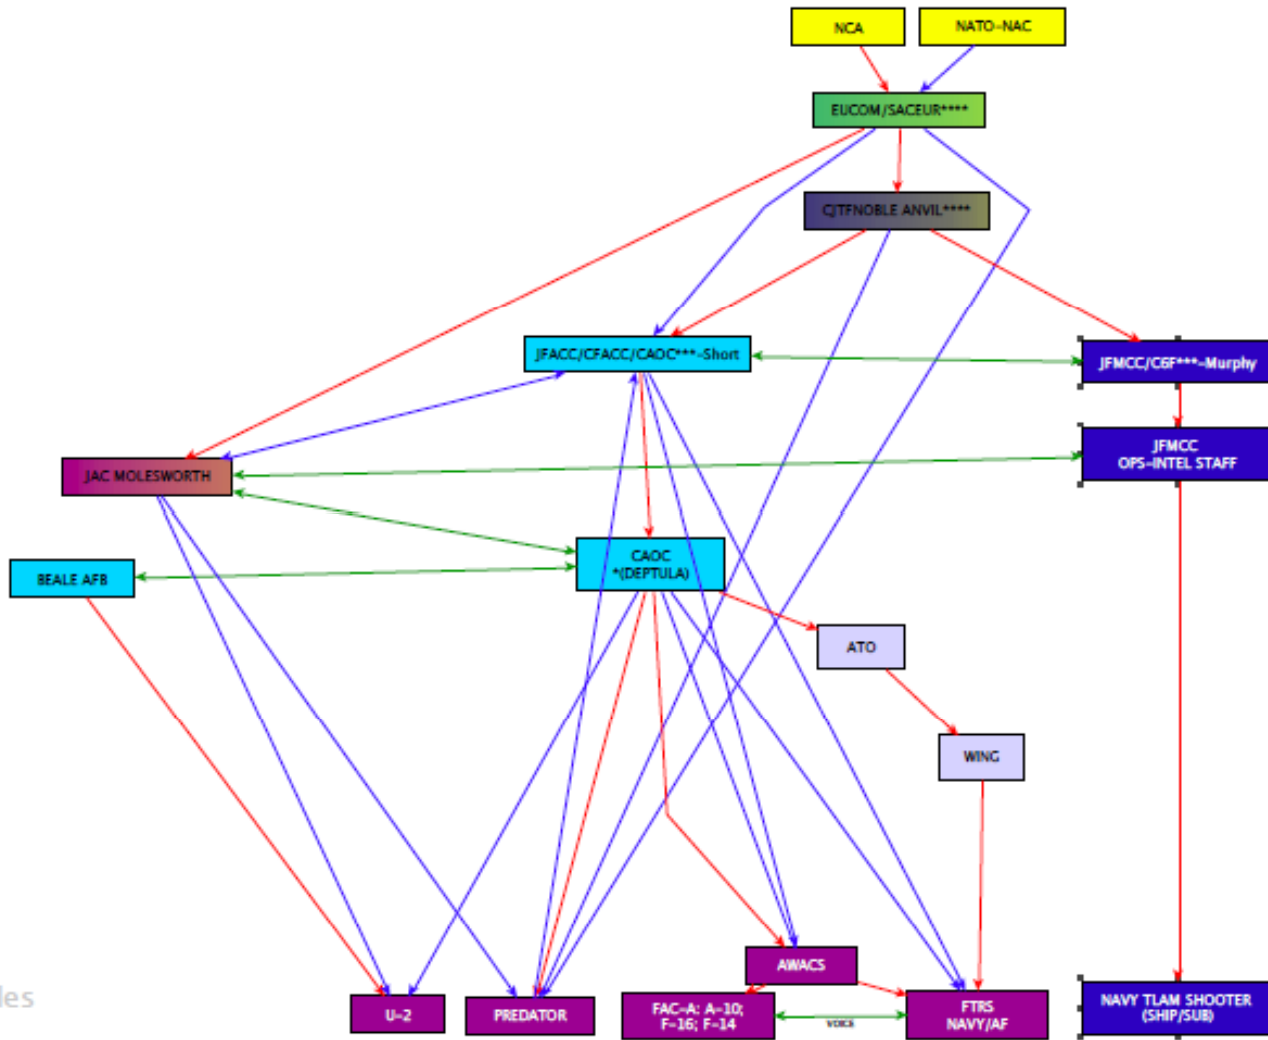 NCA
NATO-NAC
EUCOM/SACEUR****
CJTFNOBLE ANVIL****
JFACC/CFACC/CAOC***-Short
JFMCC/C6F***-Murphy
JFMCC
OPS-INTEL STAFF
JAC MOLESWORTH
CAOC
*(DEPTULA)
BEALE AFB
ATO
WING
AWACS
U-2
PREDATOR
FAC-A: A-10;
F-16; F-14
VOICE
FTRS
NAVY/AF
NAVY TLAM SHOOTER
(SHIP/SUB)